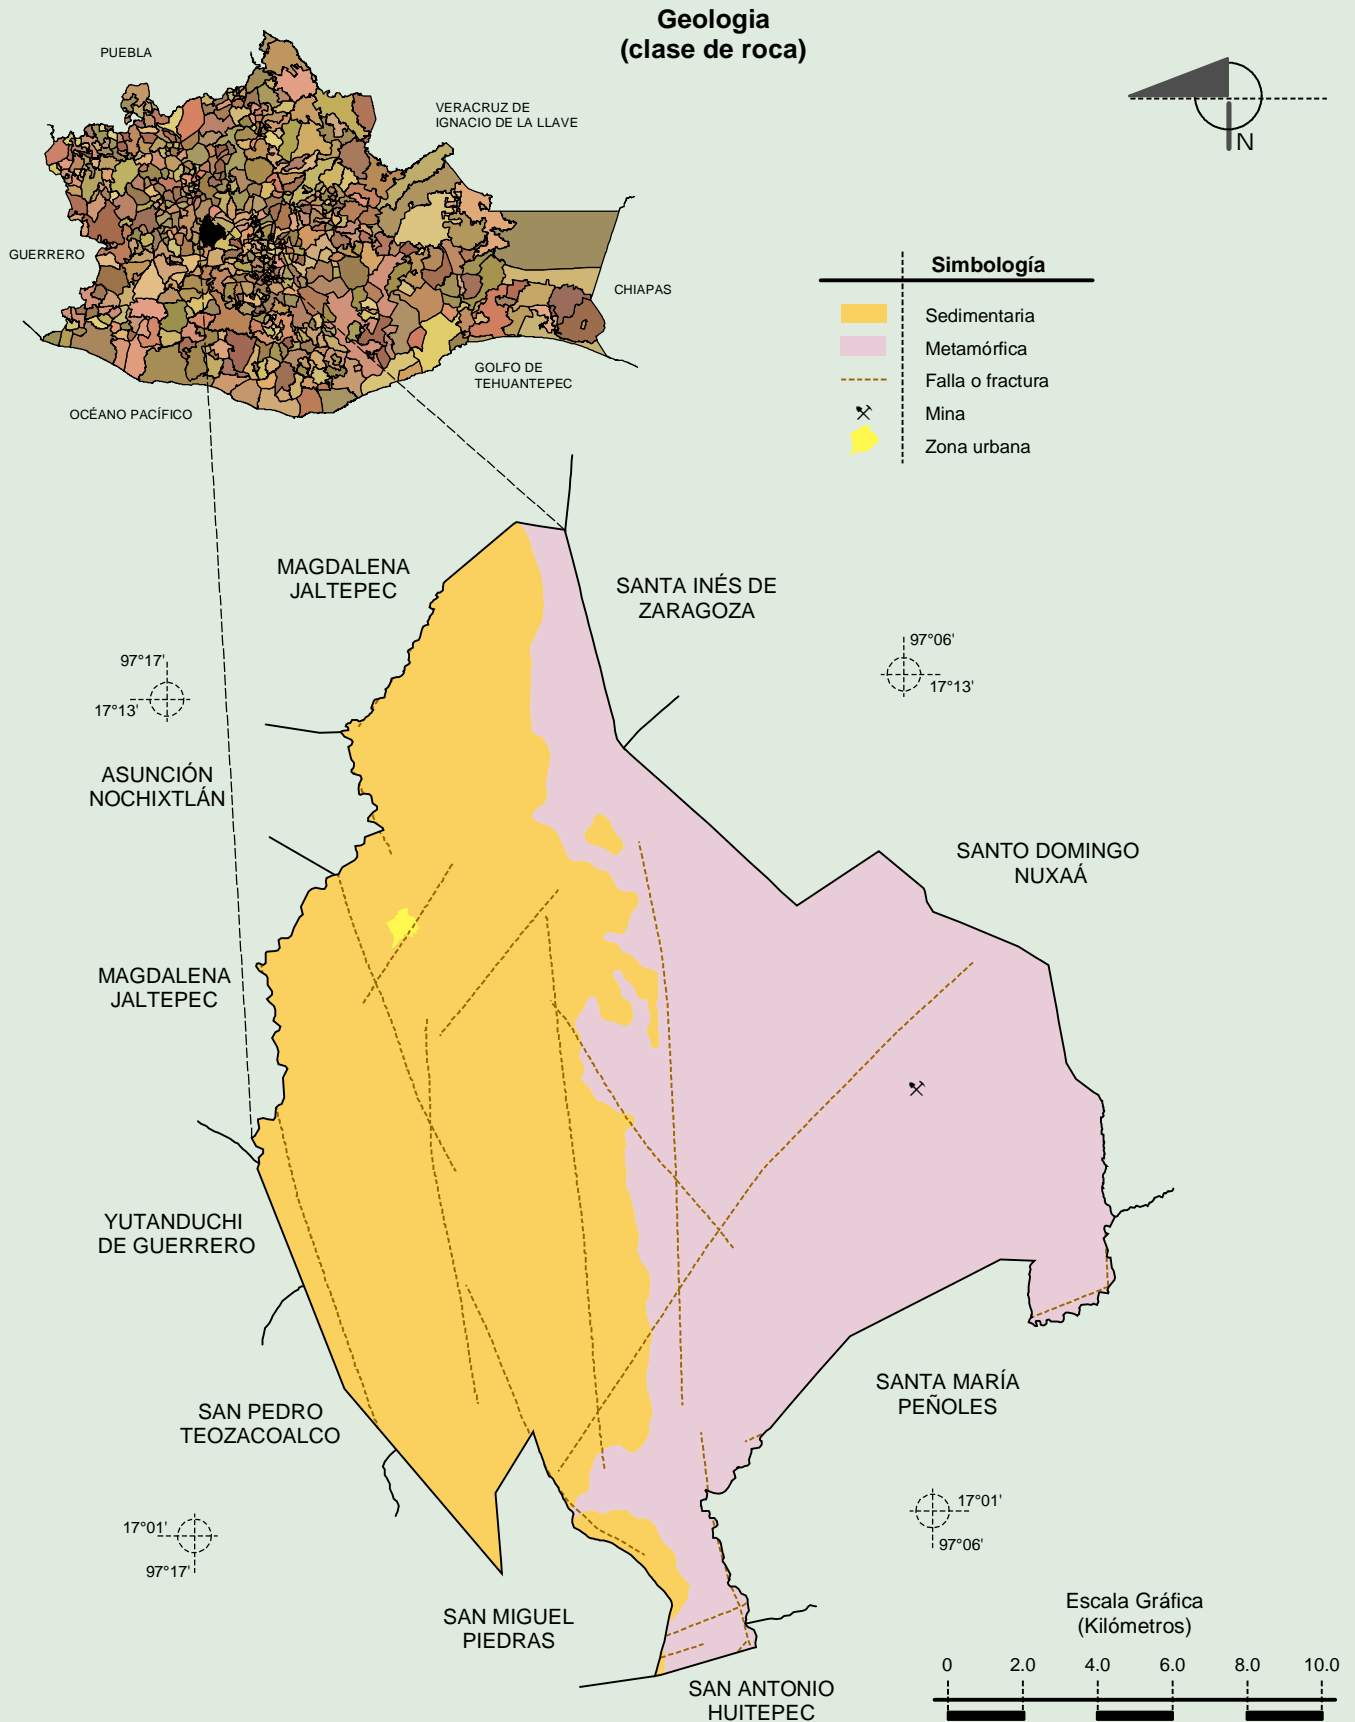 Geologia
(clase de roca)
PUEBLA
VERACRUZ DE
IGNACIO DE LA LLAVE
N
GUERRERO
CHIAPAS
GOLFO DE
TEHUANTEPEC
OCÉANO PACÍFICO
Simbología
Sedimentaria
Metamórfica
Falla o fractura
Mina
Zona urbana
MAGDALENA
JALTEPEC
SANTA INÉS DE
ZARAGOZA
97°17'
17°13'
97°06'
17°13'
ASUNCIÓN
NOCHIXTLÁN
SANTO DOMINGO
NUXAÁ
MAGDALENA
JALTEPEC
YUTANDUCHI
DE GUERRERO
SAN PEDRO
TEOZACOALCO
SANTA MARÍA
PEÑOLES
17°01'
97°17'
17°01'
97°06'
SAN MIGUEL
PIEDRAS
SAN ANTONIO
HUITEPEC
Escala Gráfica
(Kilómetros)
0 2.0 4.0 6.0 8.0 10.0